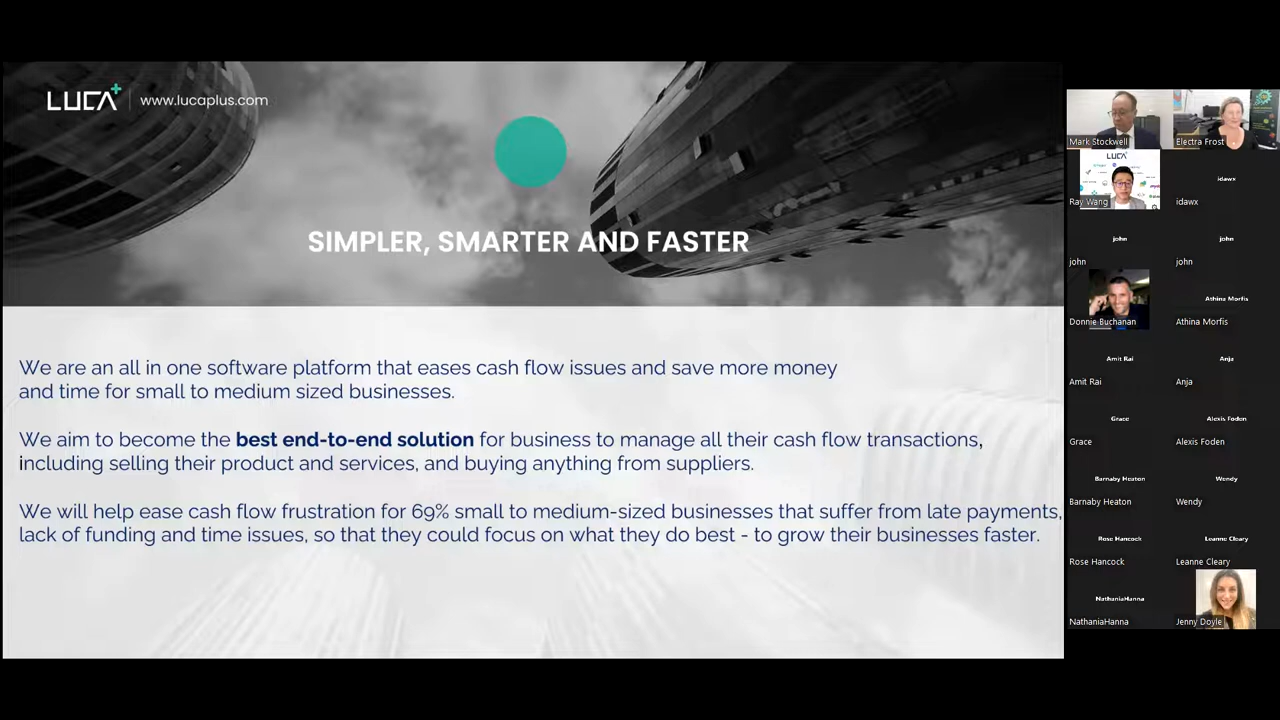 LUCA+
www.lucaplus.com
SIMPLER, SMARTER AND FASTER
We are an all in one software platform that eases cash flow issues and save more money
and time for small to medium sized businesses.
We aim to become the best end-to-end solution for business to manage all their cash flow transactions,
including selling their product and services, and buying anything from suppliers.
We will help ease cash flow frustration for 69% small to medium-sized businesses that suffer from late payments,
lack of funding and time issues, so that they could focus on what they do best - to grow their businesses faster.
Mark Stockwell
Electra Frost
LUCA
Ray Wang
idawx
idawx
john
john
john
john
Donnie Buchanan
Athina Morfis
Athina Morfis
Amit Rai
Amit Rai
Anja
Anja
Grace
Grace
Alexis Foden
Alexis Foden
Barnaby Heaton
Barnaby Heaton
Wendy
Wendy
Rose Hancock
Rose Hancock
Leanne Cleary
Leanne Cleary
NathaniaHanna
NathaniaHanna
Jenny Doyle